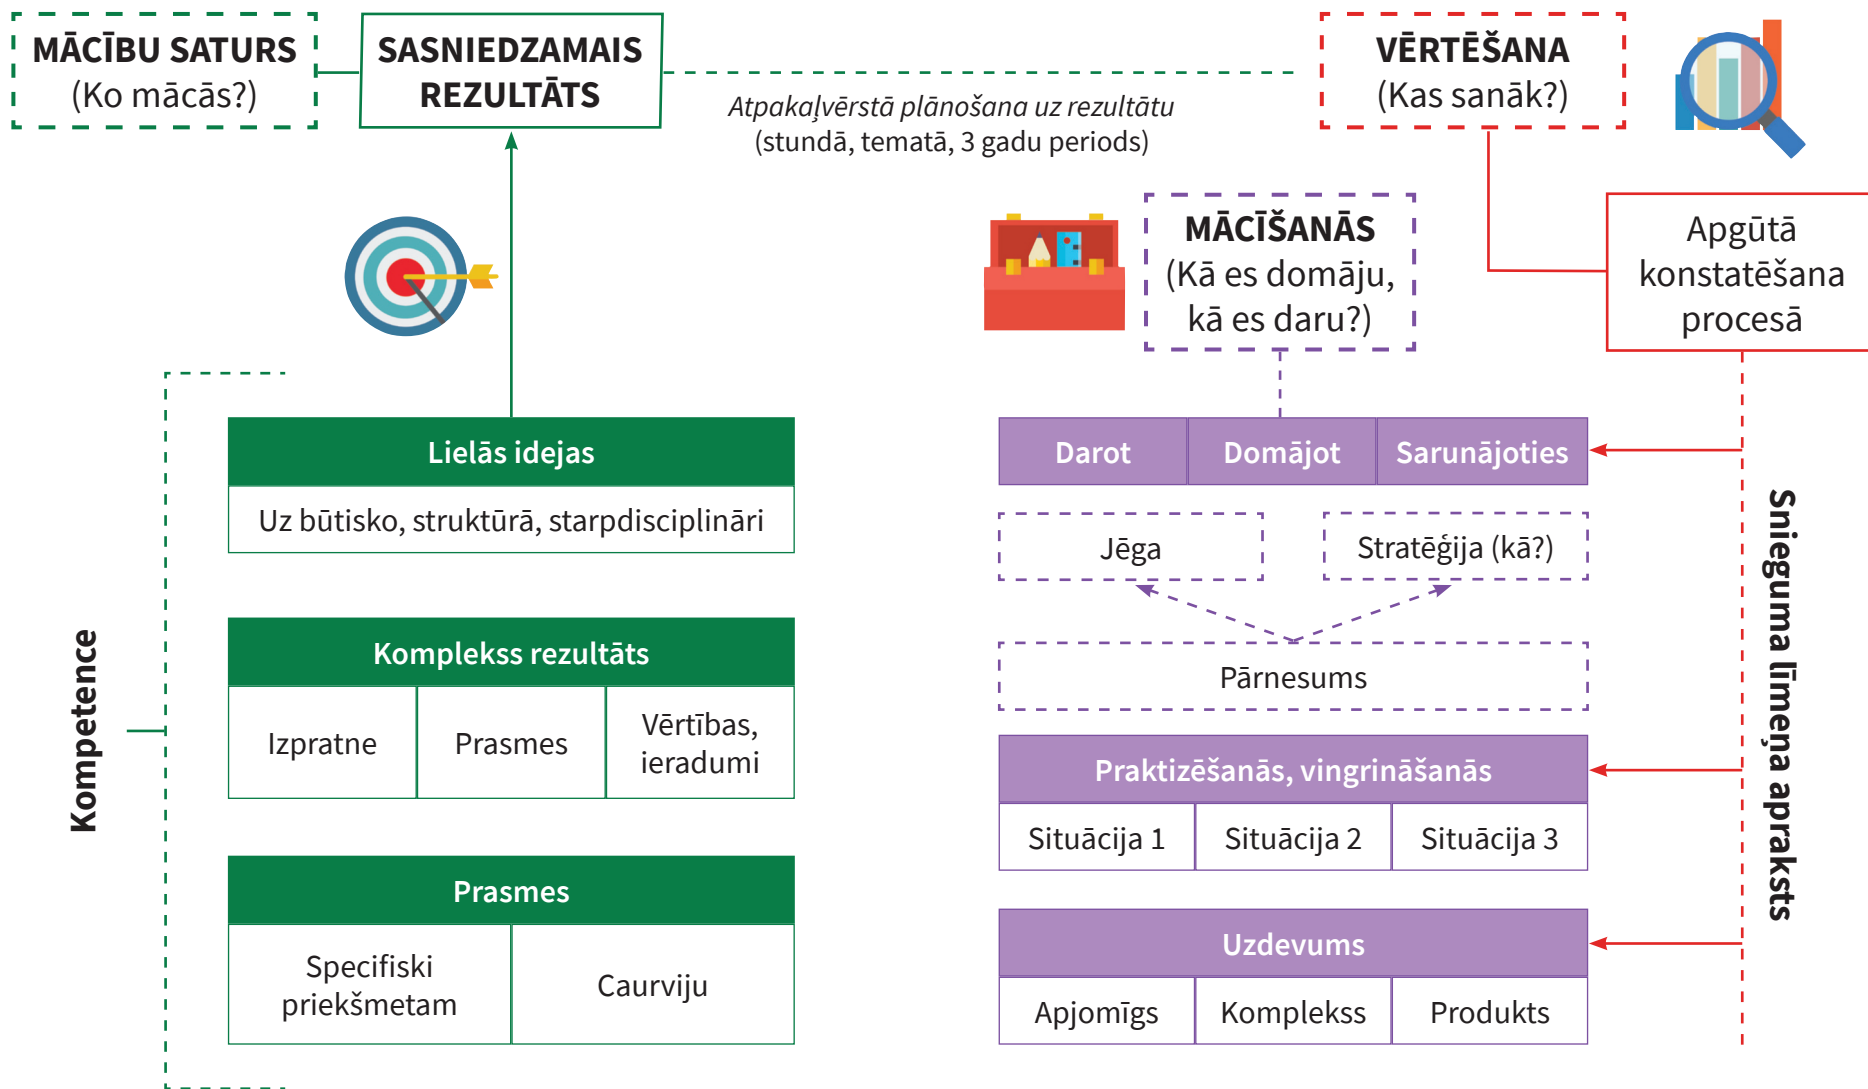 MĀCĪBU SATURS
(Ko mācās?)
SASNIEDZAMAIS
REZULTĀTS
Atpakaļvērstā plānošana uz rezultātu
(stundā, tematā, 3 gadu periods)
VĒRTĒŠANA
(Kas sanāk?)
Apgūtā
konstatēšana
procesā
MĀCĪŠANĀS
(Kā es domāju,
kā es daru?)
Kompetence
Lielās idejas
Uz būtisko, struktūrā, starpdisciplināri
Komplekss rezultāts
Izpratne
Prasmes
Vērtības,
ieradumi
Prasmes
Specifiski
priekšmetam
Caurviju
Darot
Domājot
Sarunājoties
Jēga
Stratēģija (kā?)
Pārnesums
Praktizēšanās, vingrināšanās
Situācija 1
Situācija 2
Situācija 3
Uzdevums
Apjomīgs
Komplekss
Produkts
Snieguma līmeņa apraksts